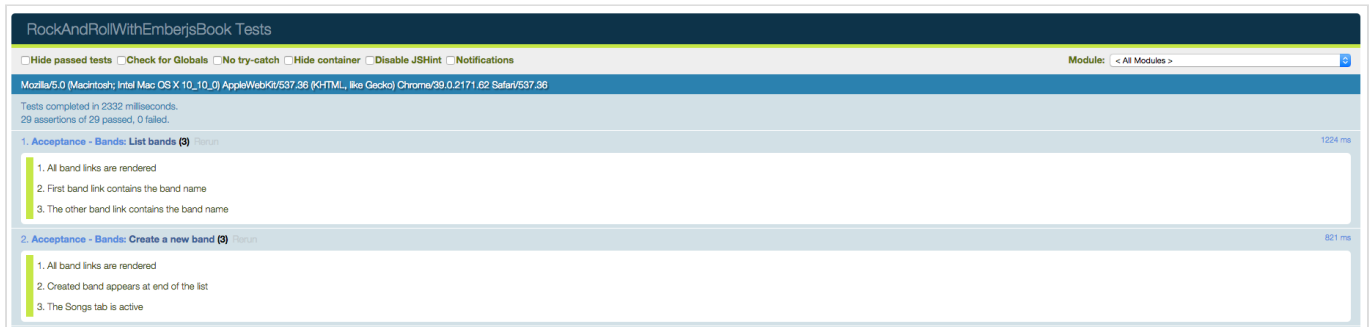 RockAndRollWithEmberjsBook Tests
Hide passed tests Check for Globals No try-catch Hide container Disable JSHint Notifications Module: < All Modules >
Mozilla/5.0 (Macintosh; Intel Mac OS X 10_10_0) AppleWebKit/537.36 (KHTML, like Gecko) Chrome/39.0.2171.62 Safari/537.36
Tests completed in 2332 milliseconds.
29 assertions of 29 passed, 0 failed.
1. Acceptance - Bands: List bands (3) Rerun 1224 ms
1. All band links are rendered
2. First band link contains the band name
3. The other band link contains the band name
2. Acceptance - Bands: Create a new band (3) Rerun 821 ms
1. All band links are rendered
2. Created band appears at end of the list
3. The Songs tab is active